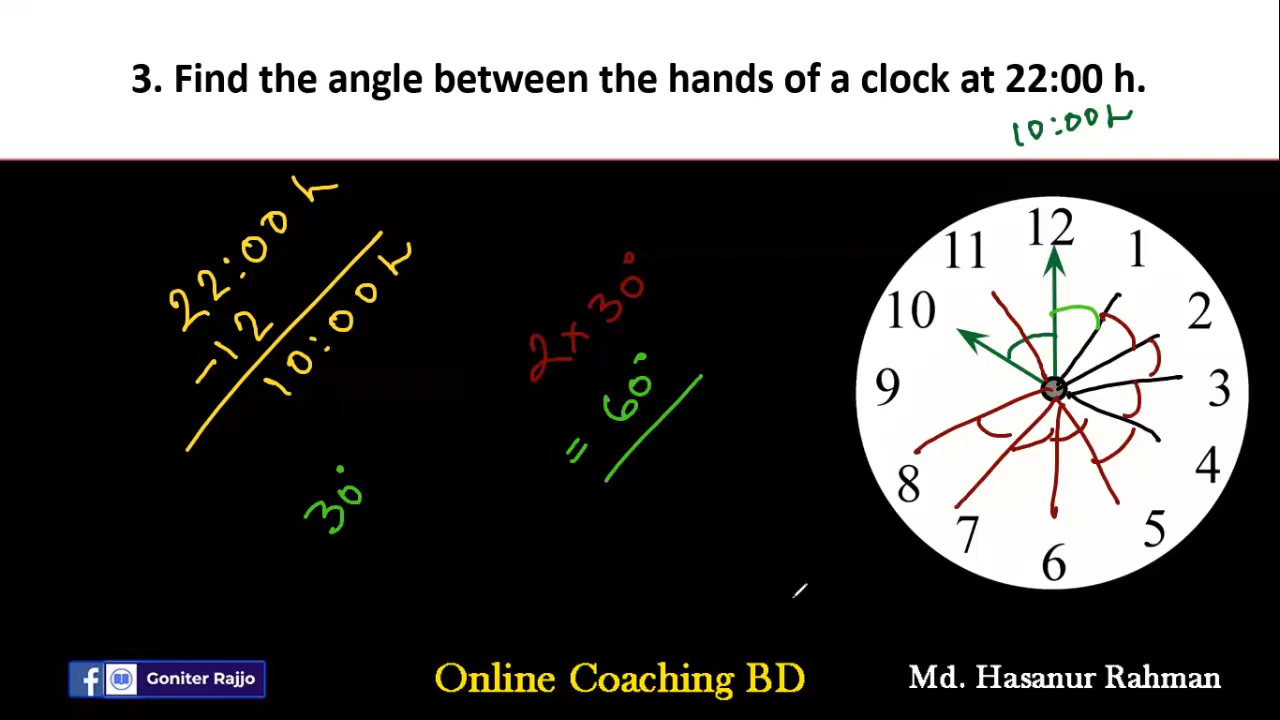 3. Find the angle between the hands of a clock at 22:00 h.
10:00h
22:00 h
-12
10:00 h
30°
2 × 30°
= 60°
12
11
1
10
2
9
3
8
4
7
5
6
f Goniter Rajjo
Online Coaching BD
Md. Hasanur Rahman